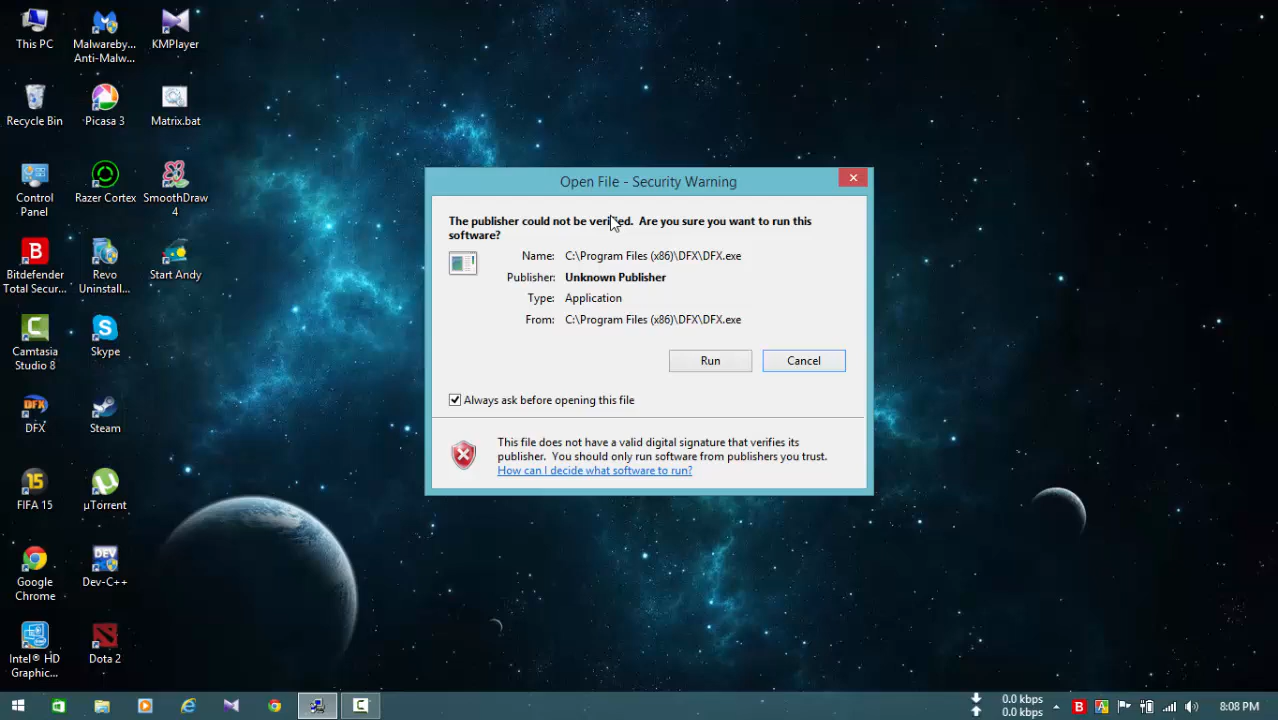 This PC
Malwareby...
Anti-Malw...
KMPlayer
Recycle Bin
Picasa 3
Matrix.bat
Control
Panel
Razer Cortex
SmoothDraw
4
B
Bitdefender
Total Secur...
Revo
Uninstall...
Start Andy
Camtasia
Studio 8
Skype
DFX
DFX
Steam
15
FIFA 15
µTorrent
Google
Chrome
DEV
Dev-C++
Intel® HD
Graphic...
Dota 2
Open File - Security Warning
The publisher could not be verified. Are you sure you want to run this
software?
Name: C:\Program Files (x86)\DFX\DFX.exe
Publisher: Unknown Publisher
Type: Application
From: C:\Program Files (x86)\DFX\DFX.exe
Run
Cancel
Always ask before opening this file
This file does not have a valid digital signature that verifies its
publisher. You should only run software from publishers you trust.
How can I decide what software to run?
0.0 kbps
0.0 kbps
B
8:08 PM